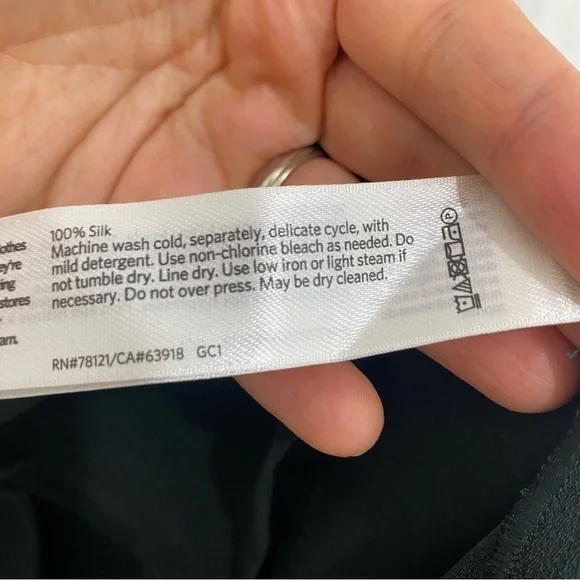 100% Silk
Machine wash cold, separately, delicate cycle, with
mild detergent. Use non-chlorine bleach as needed. Do
not tumble dry. Line dry. Use low iron or light steam if
necessary. Do not over press. May be dry cleaned.
RN#78121/CA#63918 GC1
stores
P